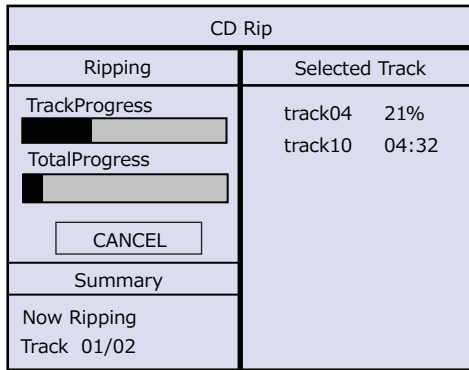 CD Rip
Ripping
TrackProgress
TotalProgress
CANCEL
Summary
Now Ripping
Track 01/02
Selected Track
track04 21%
track10 04:32